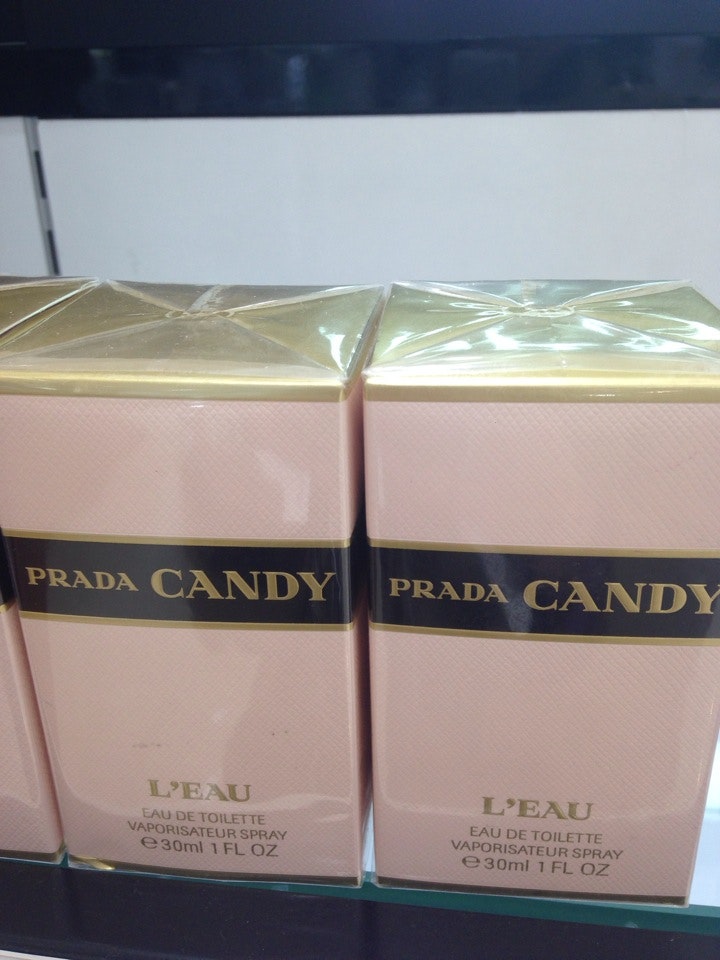 PRADA CANDY
L'EAU
EAU DE TOILETTE
VAPORISATEUR SPRAY
℮30ml 1 FL OZ
PRADA CANDY
L'EAU
EAU DE TOILETTE
VAPORISATEUR SPRAY
℮30ml 1 FL OZ